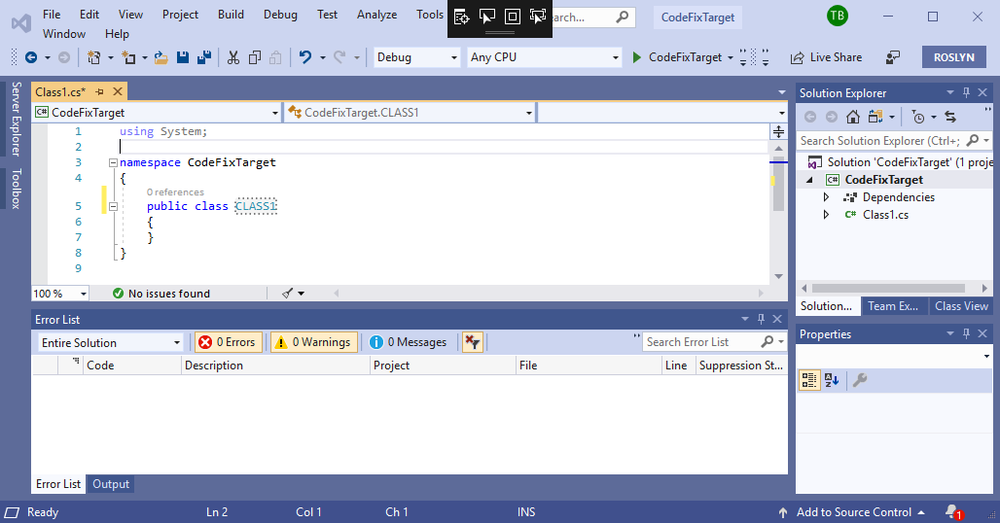 File Edit View Project Build Debug Test Analyze Tools
earch...
CodeFixTarget
TB
Window Help
Debug
Any CPU
CodeFixTarget
Live Share
ROSLYN
Server Explorer
Toolbox
Class1.cs*
C# CodeFixTarget
CodeFixTarget.CLASS1
1 using System;
2
3 namespace CodeFixTarget
4 {
0 references
5 public class CLASS1
6 {
7 }
8 }
9
100 %
No issues found
Solution Explorer
Search Solution Explorer (Ctrl+;
Solution 'CodeFixTarget' (1 proje
C# CodeFixTarget
Dependencies
C# Class1.cs
Solution... Team Ex... Class View
Error List
Entire Solution
0 Errors
0 Warnings
0 Messages
Search Error List
Code Description Project File Line Suppression St...
Error List Output
Properties
Ready
Ln 2
Col 1
Ch 1
INS
Add to Source Control
1